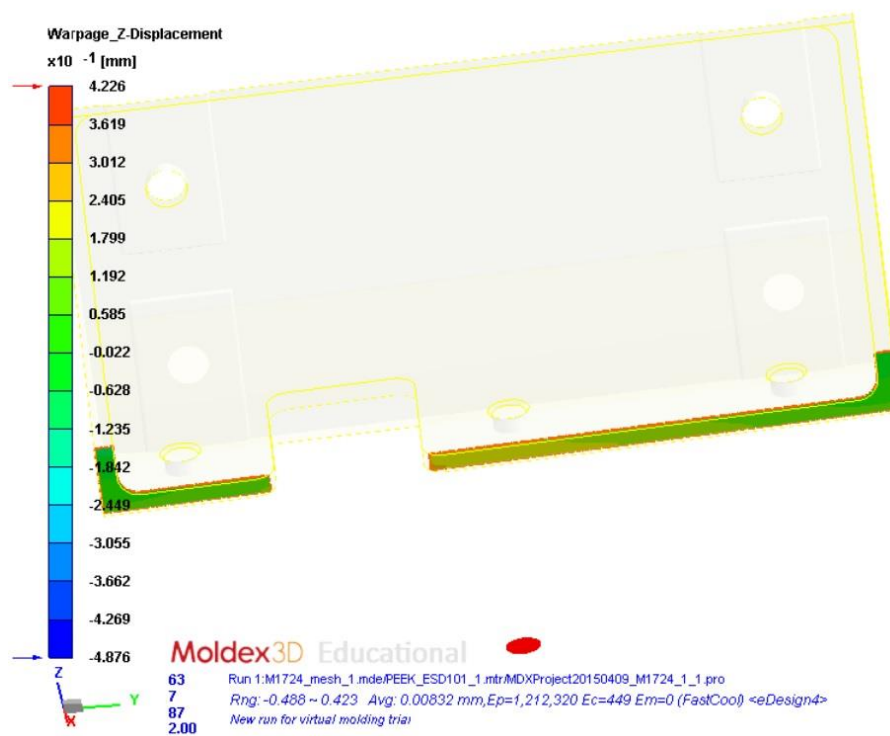 Warpage_Z-Displacement
x10 -1 [mm]
4.226
3.619
3.012
2.405
1.799
1.192
0.585
-0.022
-0.628
-1.235
-1.842
-2.449
-3.055
-3.662
-4.269
-4.876
Z
Y
X
Moldex3D Educational
63
7
87
2.00
Run 1:M1724_mesh_1.mde/PEEK_ESD101_1.mtr/MDXProject20150409_M1724_1_1.pro
Rng: -0.488 ~ 0.423 Avg: 0.00832 mm,Ep=1,212,320 Ec=449 Em=0 (FastCool) <eDesign4>
New run for virtual molding trial